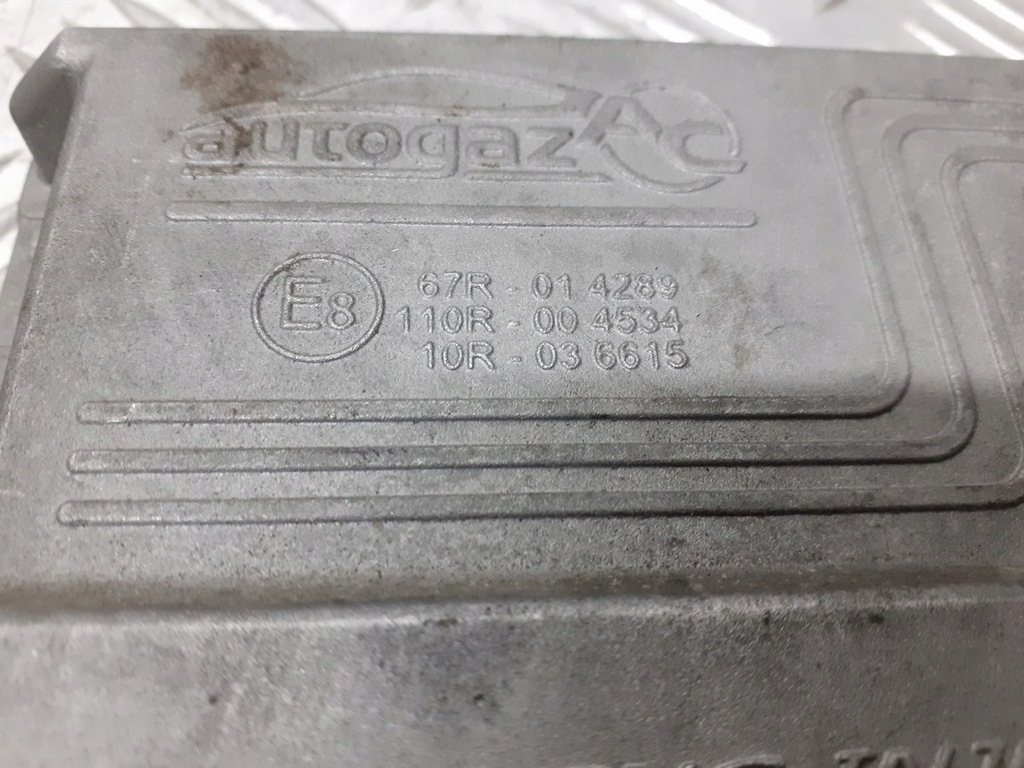 autogaz AC
E8
67R - 01 4289
110R - 00 4534
10R - 03 6615